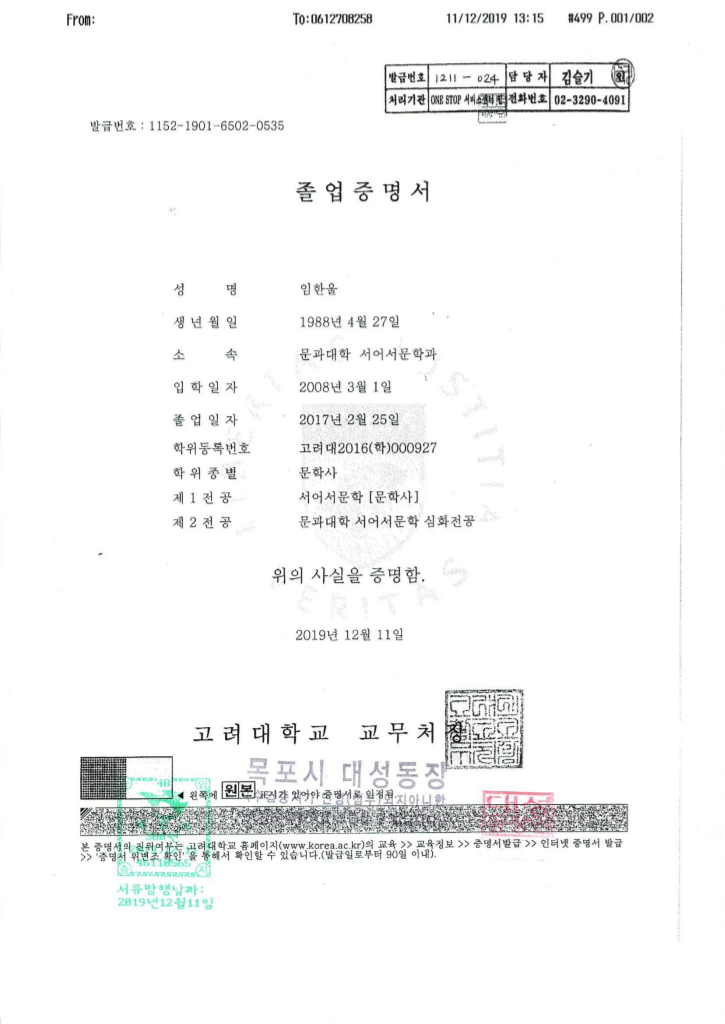 From: To:0612708258 11/12/2019 13:15 #499 P.001/002
발급번호 1211 - 024 담 당 자 김슬기
처리기관 ONE STOP 서비스센터 전화번호 02-3290-4091
발급번호 : 1152-1901-6502-0535
졸업증명서
성 명 임한울
생년월일 1988년 4월 27일
소 속 문과대학 서어서문학과
입학일자 2008년 3월 1일
졸업일자 2017년 2월 25일
학위등록번호 고려대2016(학)000927
학위종별 문학사
제1전공 서어서문학 [문학사]
제2전공 문과대학 서어서문학 심화전공
LIBERTAS JUSTITIA VERITAS
위의 사실을 증명함.
2019년 12월 11일
고려대학교 교무처장
목포시 대성동장
◀ 왼쪽에 원본 표시가 있어야 증명서로 인정됨
본 증명서의 진위여부는 고려대학교 홈페이지(www.korea.ac.kr)의 교육 >> 교육정보 >> 증명서발급 >> 인터넷 증명서 발급
>> '증명서 위변조 확인'을 통해서 확인할 수 있습니다.(발급일로부터 90일 이내).
46110565
서류발행날짜:
2019년12월11일